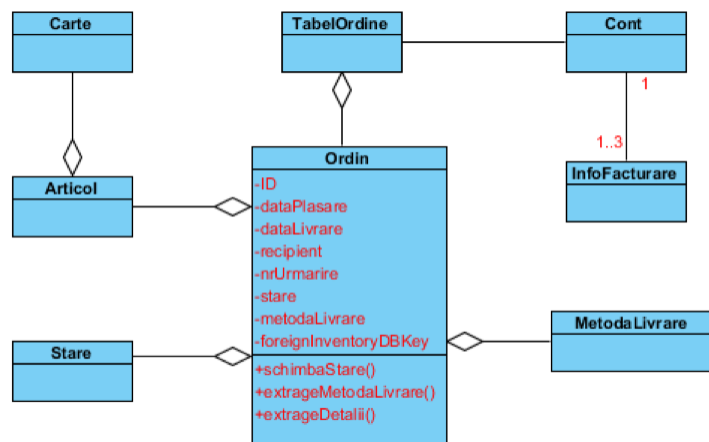 Carte
TabelOrdine
Cont
1
1..3
Ordin
Articol
InfoFacturare
-ID
-dataPlasare
-dataLivrare
-recipient
-nrUrmarire
-stare
-metodaLivrare
-foreignInventoryDBKey
MetodaLivrare
Stare
+schimbaStare()
+extrageMetodaLivrare()
+extrageDetalii()